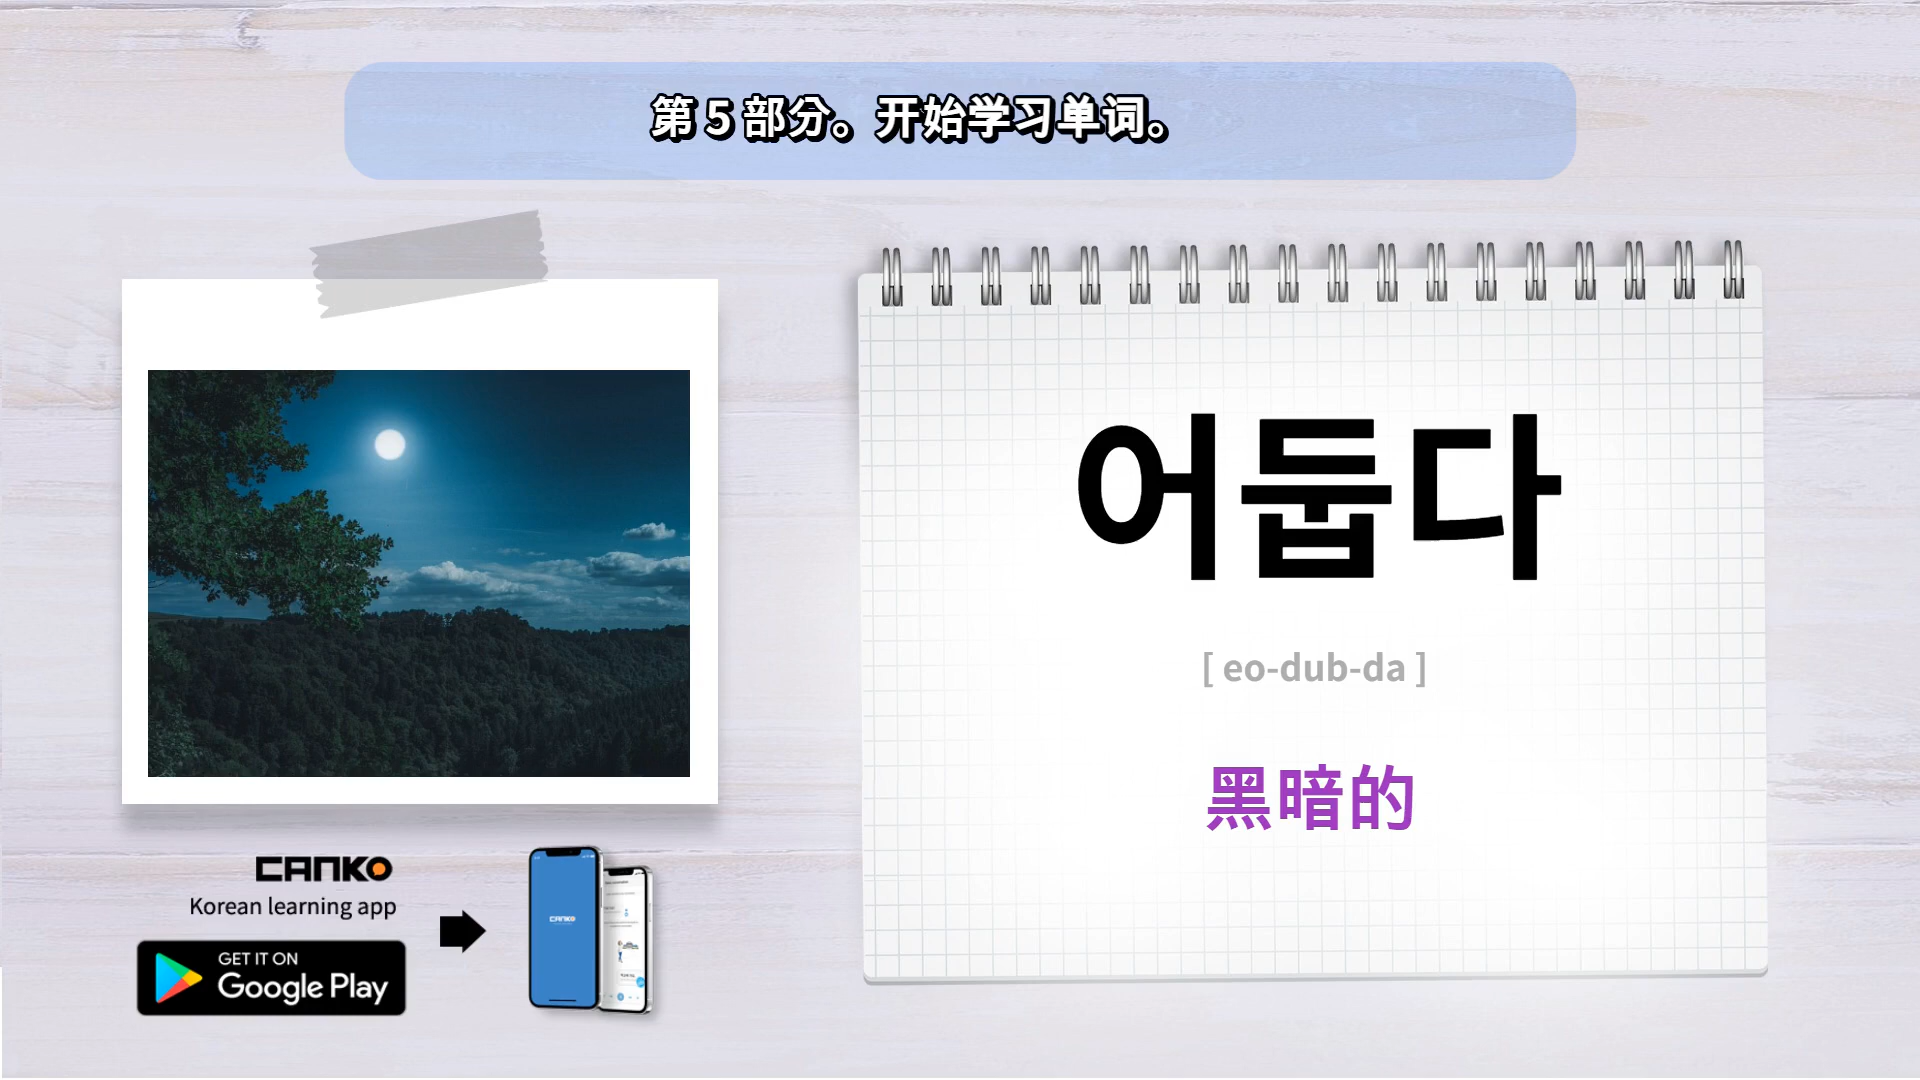 第5部分。开始学习单词。
어둡다
[ eo-dub-da ]
黑暗的
CANKO
Korean learning app
GET IT ON
Google Play
CANKO